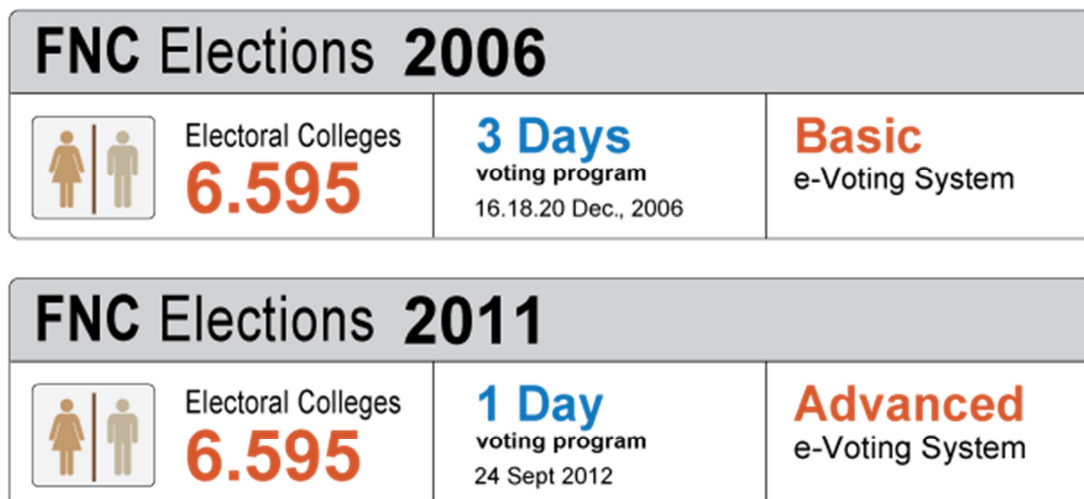 FNC Elections 2006
Electoral Colleges
6.595
3 Days
voting program
16.18.20 Dec., 2006
Basic
e-Voting System
FNC Elections 2011
Electoral Colleges
6.595
1 Day
voting program
24 Sept 2012
Advanced
e-Voting System